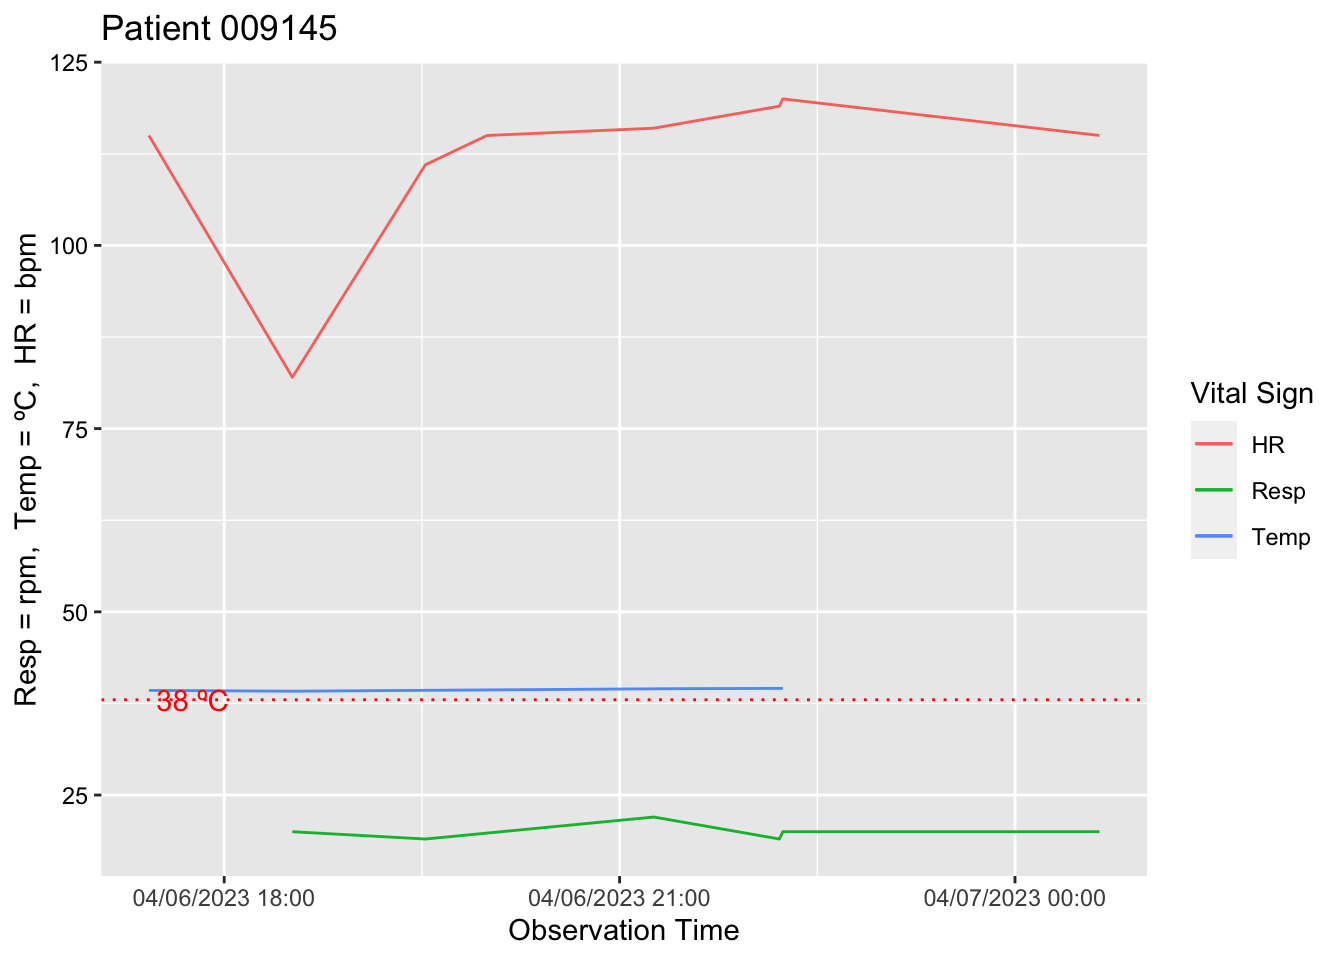 Patient 009145
125
100
75
50
25
Resp = rpm,  Temp = ºC,  HR = bpm
38 ºC
04/06/2023 18:00
04/06/2023 21:00
04/07/2023 00:00
Observation Time
Vital Sign
HR
Resp
Temp